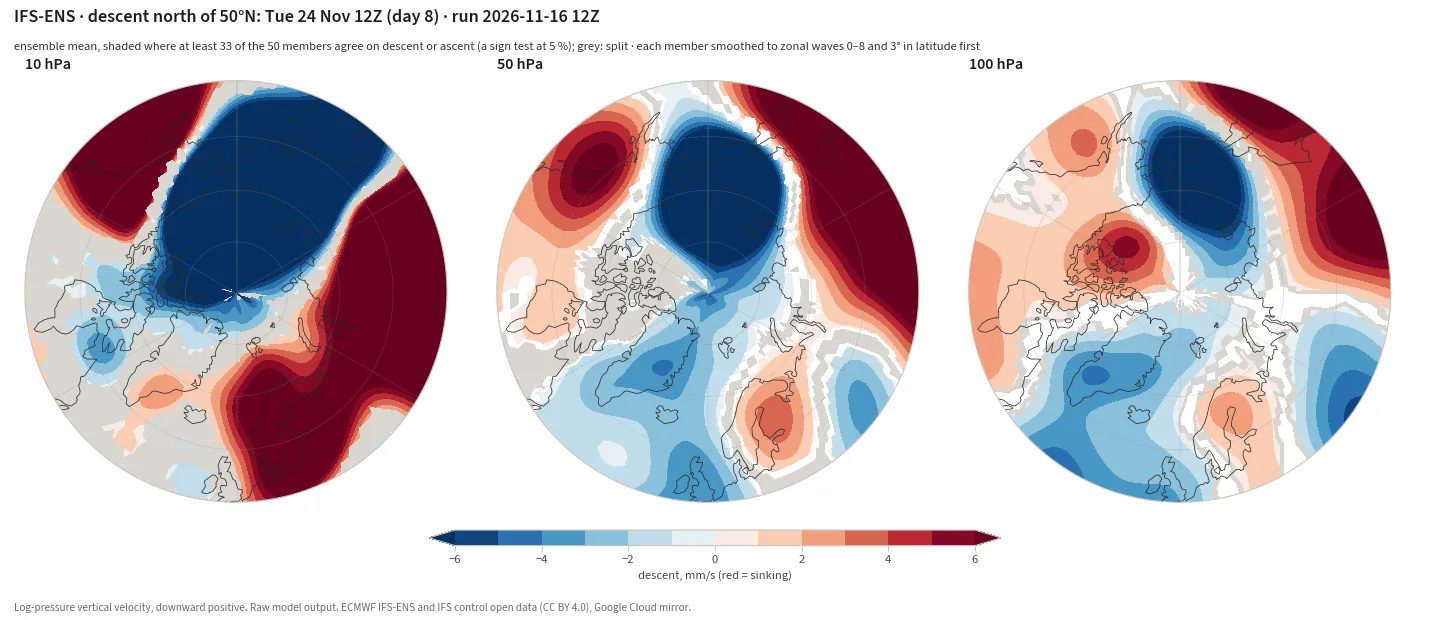 IFS-ENS · descent north of 50°N: Tue 24 Nov 12Z (day 8) · run 2026-11-16 12Z
ensemble mean, shaded where at least 33 of the 50 members agree on descent or ascent (a sign test at 5 %); grey: split · each member smoothed to zonal waves 0–8 and 3° in latitude first
10 hPa
50 hPa
100 hPa
−6 −4 −2 0 2 4 6
descent, mm/s (red = sinking)
Log-pressure vertical velocity, downward positive. Raw model output. ECMWF IFS-ENS and IFS control open data (CC BY 4.0), Google Cloud mirror.